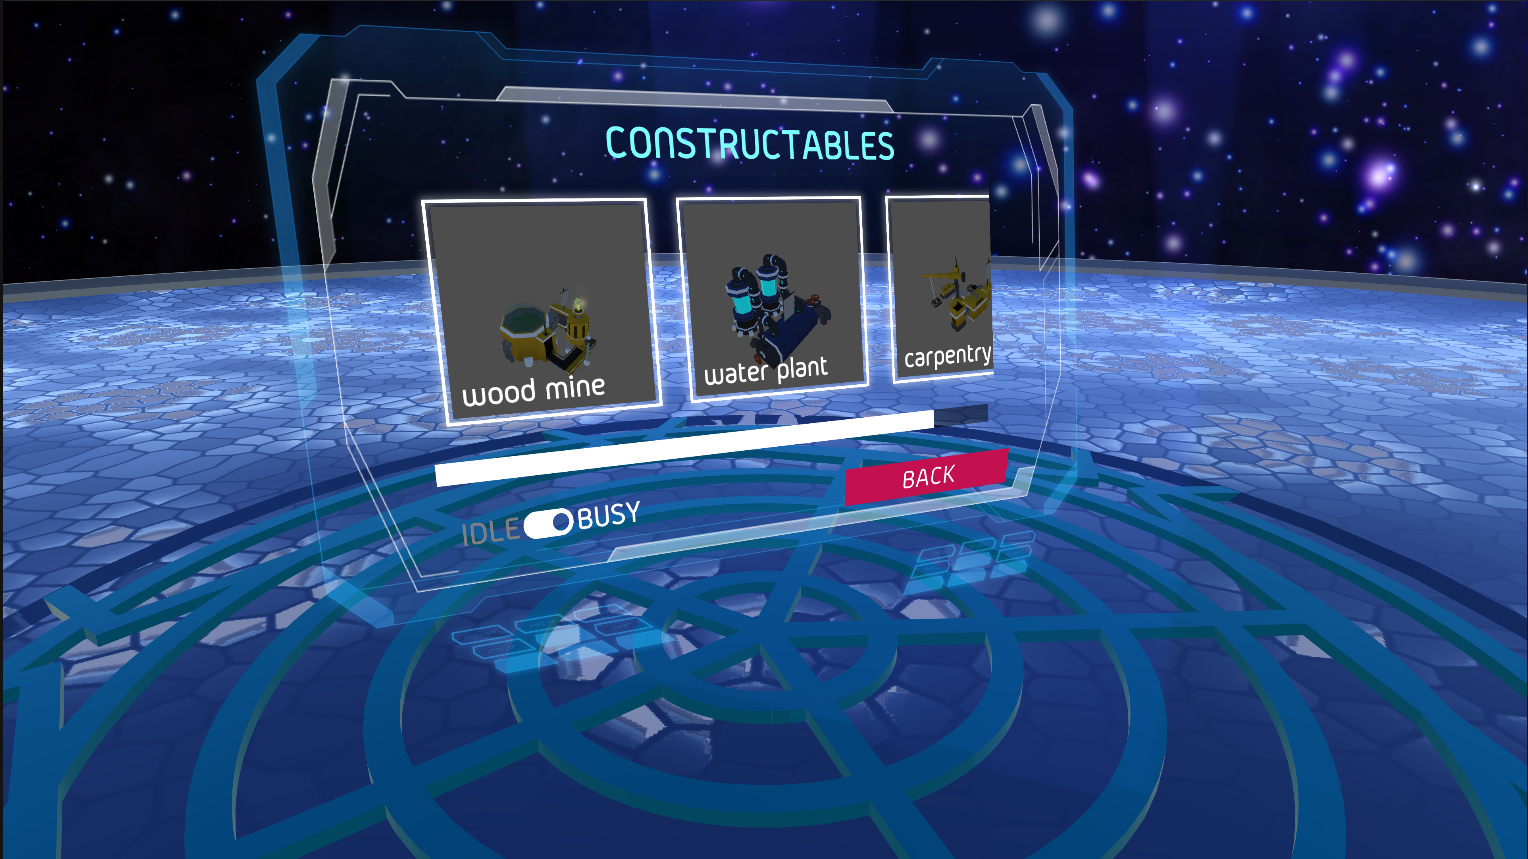 CONSTRUCTABLES
wood mine
water plant
carpentry
IDLE
BUSY
BACK